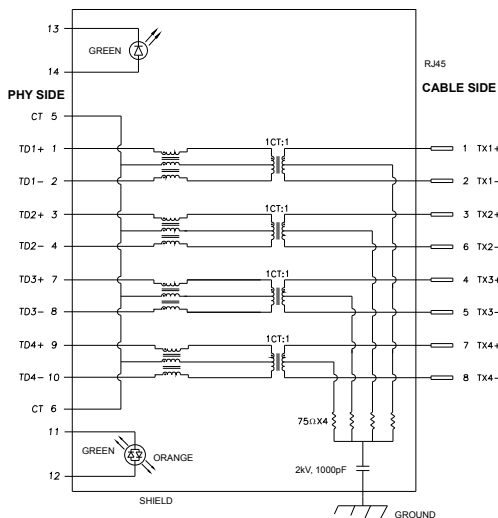 13
GREEN
14
RJ45
PHY SIDE
CABLE SIDE
CT 5
1CT:1
TD1+ 1
1 TX1+
TD1- 2
2 TX1-
1CT:1
TD2+ 3
3 TX2+
TD2- 4
6 TX2-
1CT:1
TD3+ 7
4 TX3+
TD3- 8
5 TX3-
1CT:1
TD4+ 9
7 TX4+
TD4- 10
8 TX4-
CT 6
75ΩX4
11
GREEN
ORANGE
12
2kV, 1000pF
SHIELD
GROUND